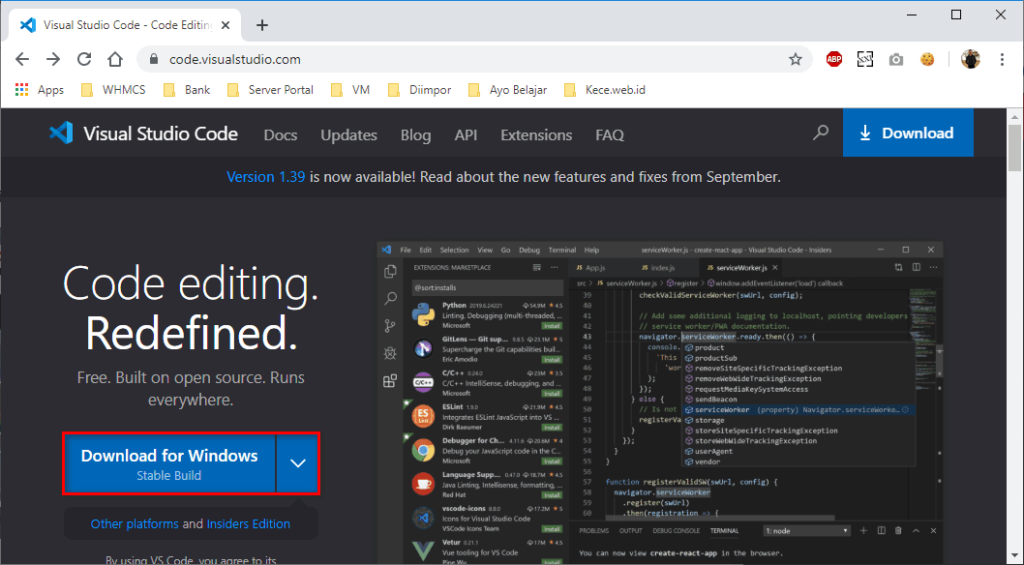 Visual Studio Code - Code Editing
code.visualstudio.com
ABP
Apps WHMCS Bank Server Portal VM Diimpor Ayo Belajar Kece.web.id
Visual Studio Code Docs Updates Blog API Extensions FAQ Download
Version 1.39 is now available! Read about the new features and fixes from September.
Code editing.
Redefined.
Free. Built on open source. Runs
everywhere.
Download for Windows
Stable Build
Other platforms and Insiders Edition
By using VS Code, you agree to its
File Edit Selection View Go Debug Terminal Help serviceWorker.js - create-react-app - Visual Studio Code - Insiders
EXTENSIONS: MARKETPLACE
@sort:installs
Python 2019.6.24221 54.9M 4.5
Linting, Debugging (multi-threaded, ...
Microsoft Install
GitLens — Git sup... 9.8.5 23.1M 5
Supercharge the Git capabilities buil...
Eric Amodio Install
C/C++ 0.24.0 23M 3.5
C/C++ IntelliSense, debugging, and ...
Microsoft Install
ESLint 1.9.0 21.9M 4.5
Integrates ESLint JavaScript into VS ...
Dirk Baeumer Install
Debugger for Ch... 4.11.6 20.6M 4
Debug your JavaScript code in the C...
Microsoft Install
Language Supp... 0.47.0 18.7M 4.5
Java Linting, Intellisense, formatting, ...
Red Hat Install
vscode-icons 8.8.0 17.2M 5
Icons for Visual Studio Code
VSCode Icons Team Install
Vetur 0.21.1 17M 4.5
Vue tooling for VS Code
Pine Wu Install
App.js index.js serviceWorker.js
src serviceWorker.js register window.addEventListener('load') callback
39 checkValidServiceWorker(swUrl, config);
40
41 // Add some additional logging to localhost, pointing developers
42 // service worker/PWA documentation.
43 navigator.serviceWorker.ready.then(() => {
44 console.
45 'This
46 'wor
47 );
48 });
49 } else {
50 // Is not
51 registerVal
52 }
53 });
54 }
55 }
56
57 function registerValidSW(swUrl, config) {
58 navigator.serviceWorker
59 .register(swUrl)
60 .then(registration => {
product
productSub
removeSiteSpecificTrackingException
removeWebWideTrackingException
requestMediaKeySystemAccess
sendBeacon
serviceWorker (property) Navigator.serviceWorke...
storage
storeSiteSpecificTrackingException
storeWebWideTrackingException
userAgent
vendor
PROBLEMS OUTPUT DEBUG CONSOLE TERMINAL 1: node
You can now view create-react-app in the browser.